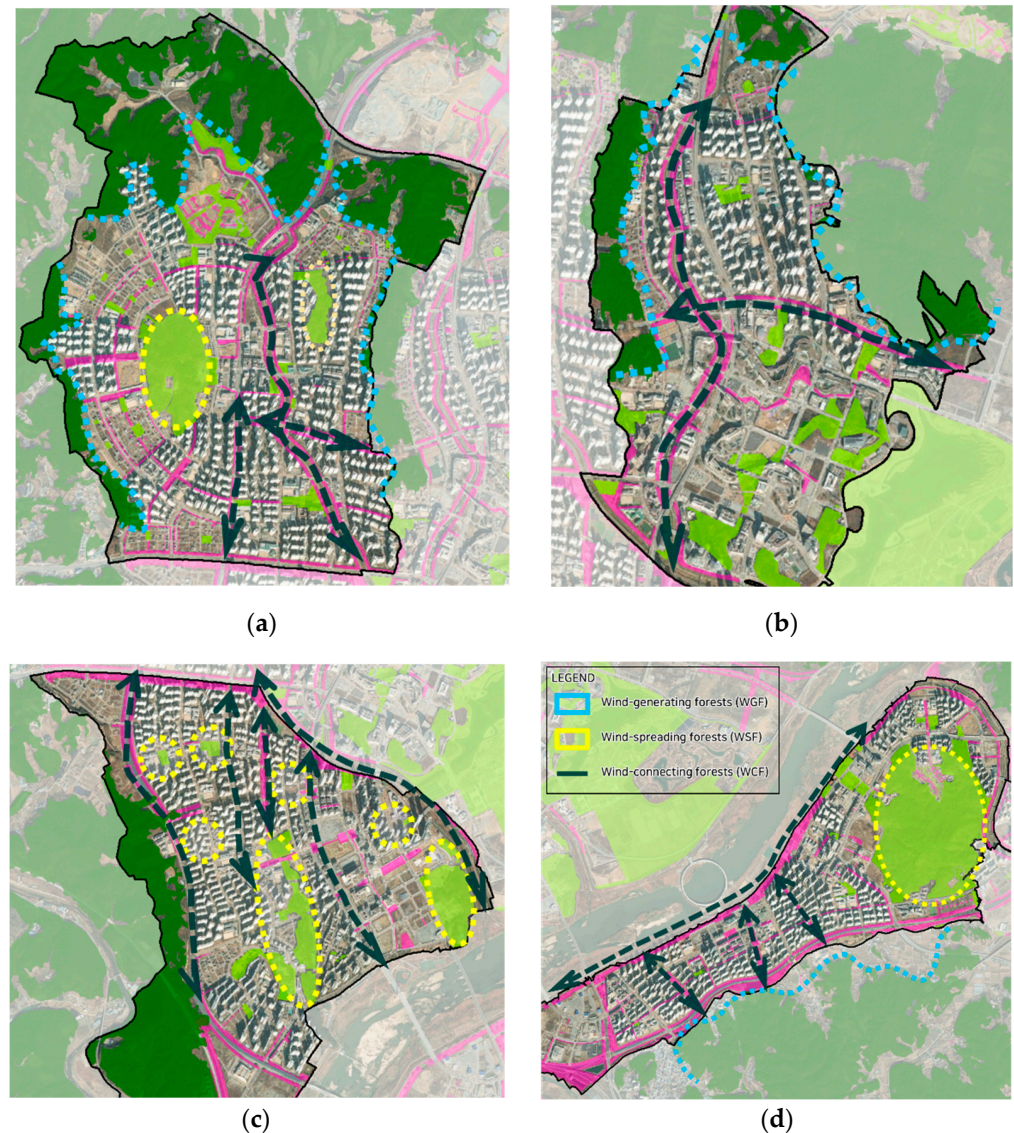 (a)
(b)
LEGEND
Wind-generating forests (WGF)
Wind-spreading forests (WSF)
Wind-connecting forests (WCF)
(c)
(d)